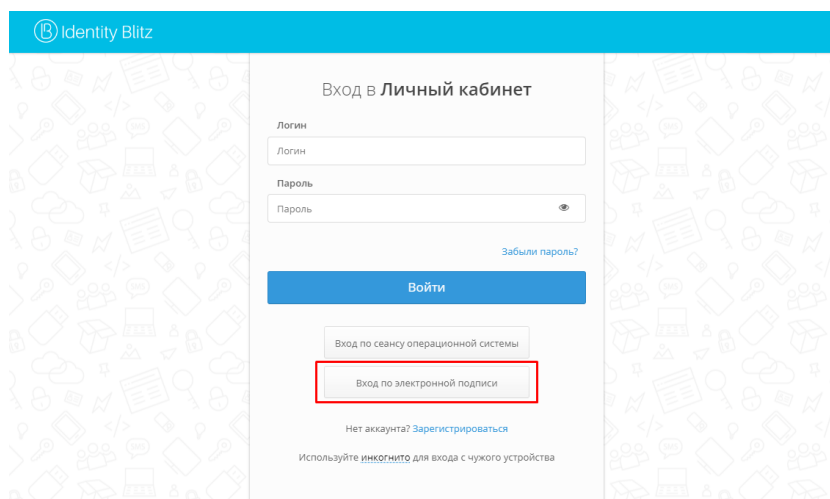 Identity Blitz
Вход в Личный кабинет
Логин
Логин
Пароль
Пароль
Забыли пароль?
Войти
Вход по сеансу операционной системы
Вход по электронной подписи
Нет аккаунта? Зарегистрироваться
Используйте инкогнито для входа с чужого устройства